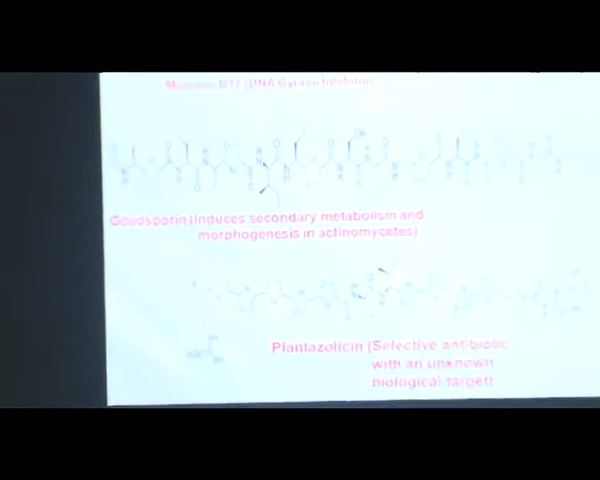 Microcin B17 (DNA Gyrase Inhibitor)
Goadsporin (Induces secondary metabolism and
morphogenesis in actinomycetes)
Plantazolicin (Selective antibiotic
with an unknown
biological target)